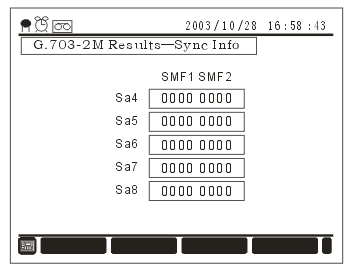 2003/10/28 16:58:43
G.703-2M Results—Sync Info
SMF1 SMF2
Sa4 0000 0000
Sa5 0000 0000
Sa6 0000 0000
Sa7 0000 0000
Sa8 0000 0000